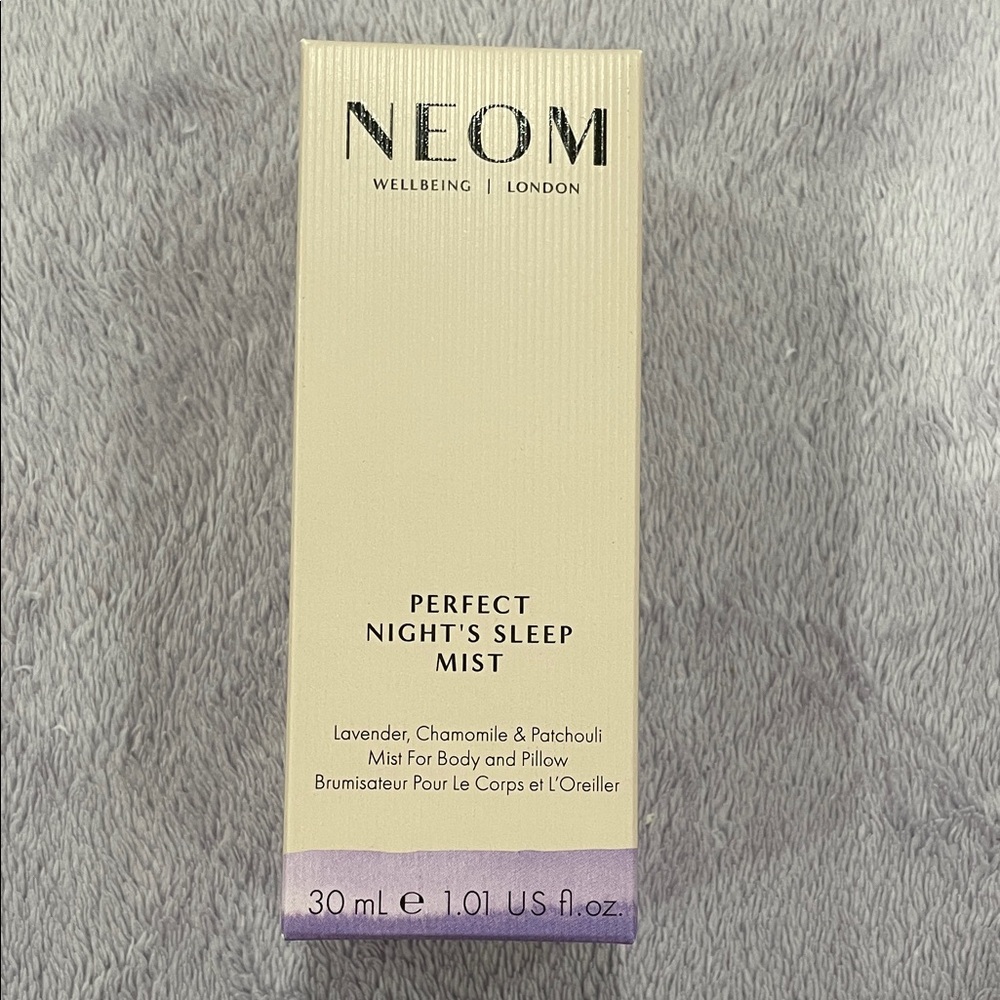 NEOM
WELLBEING | LONDON
PERFECT
NIGHT'S SLEEP
MIST
Lavender, Chamomile & Patchouli
Mist For Body and Pillow
Brumisateur Pour Le Corps et L'Oreiller
30 mL ℮ 1.01 US fl.oz.